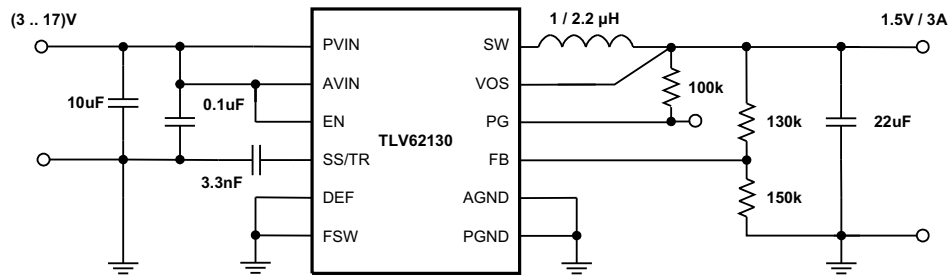 (3 .. 17)V
1 / 2.2 µH
1.5V / 3A
PVIN
SW
AVIN
VOS
100k
10uF
0.1uF
EN
PG
130k
22uF
TLV62130
SS/TR
FB
3.3nF
DEF
AGND
150k
FSW
PGND